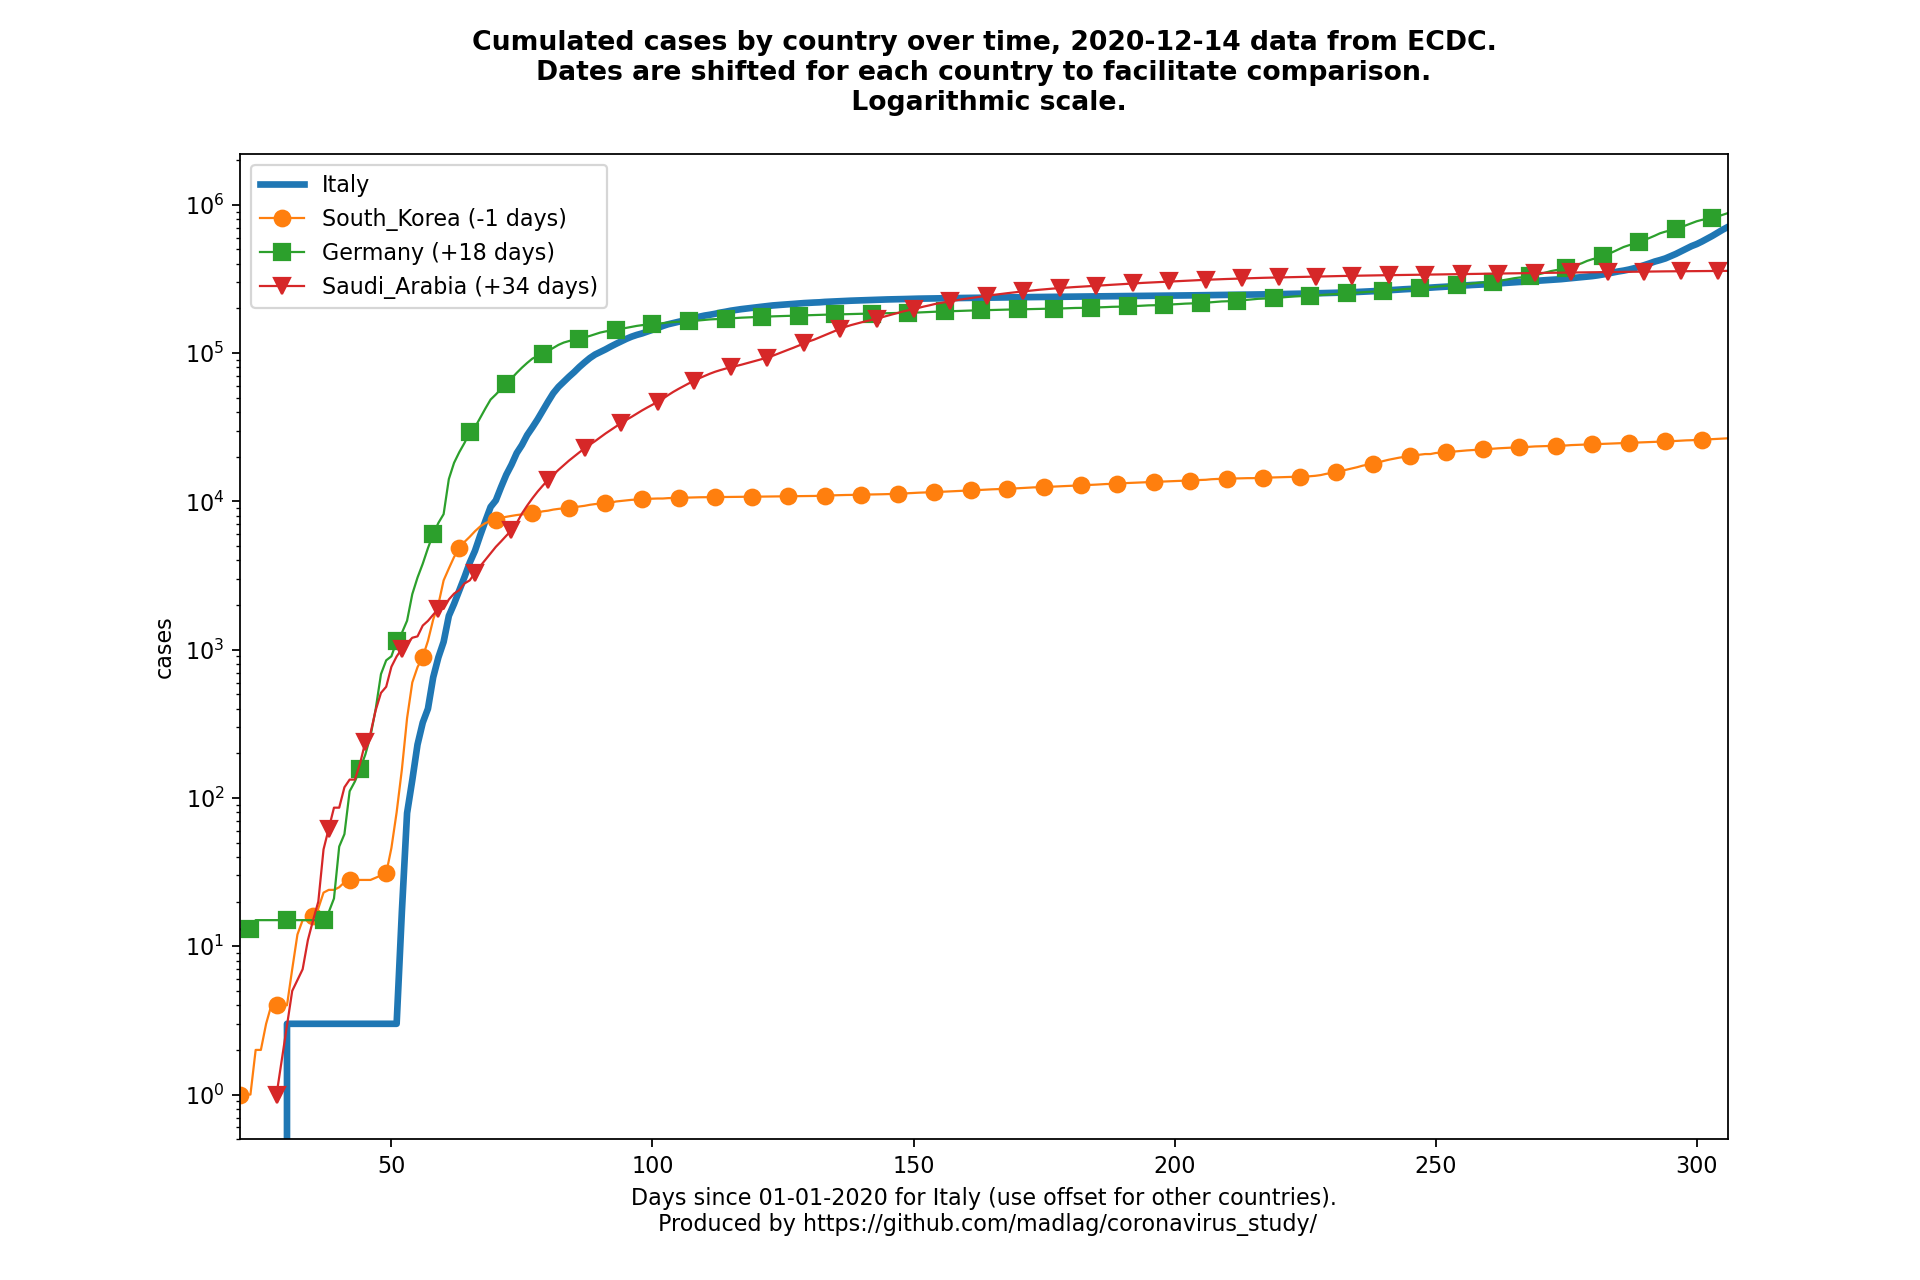 Cumulated cases by country over time, 2020-12-14 data from ECDC.
Dates are shifted for each country to facilitate comparison.
Logarithmic scale.
Italy
South_Korea (-1 days)
Germany (+18 days)
Saudi_Arabia (+34 days)
10⁶
10⁵
10⁴
10³
10²
10¹
10⁰
cases
50 100 150 200 250 300
Days since 01-01-2020 for Italy (use offset for other countries).
Produced by https://github.com/madlag/coronavirus_study/